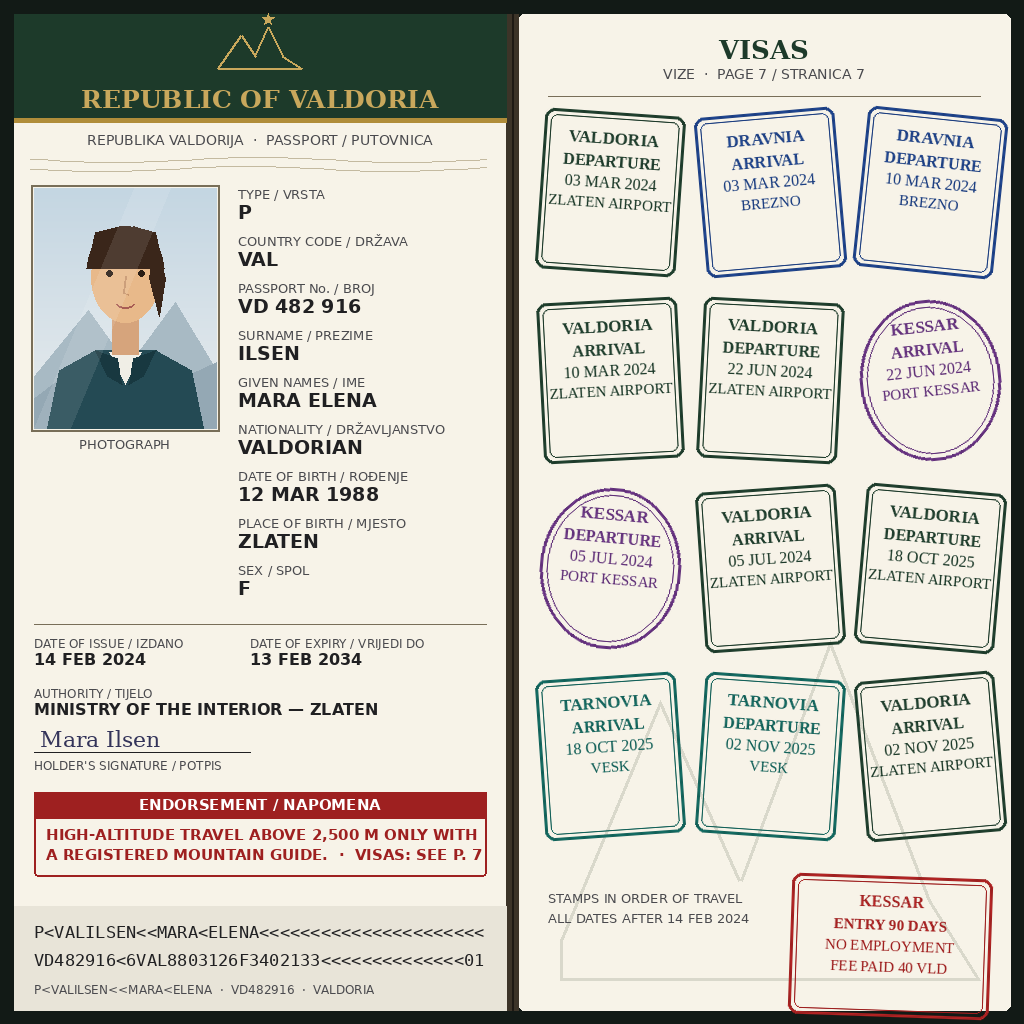 REPUBLIC OF VALDORIA
REPUBLIKA VALDORIJA · PASSPORT / PUTOVNICA
PHOTOGRAPH
TYPE / VRSTA
P
COUNTRY CODE / DRŽAVA
VAL
PASSPORT No. / BROJ
VD 482 916
SURNAME / PREZIME
ILSEN
GIVEN NAMES / IME
MARA ELENA
NATIONALITY / DRŽAVLJANSTVO
VALDORIAN
DATE OF BIRTH / ROĐENJE
12 MAR 1988
PLACE OF BIRTH / MJESTO
ZLATEN
SEX / SPOL
F
DATE OF ISSUE / IZDANO
14 FEB 2024
DATE OF EXPIRY / VRIJEDI DO
13 FEB 2034
AUTHORITY / TIJELO
MINISTRY OF THE INTERIOR — ZLATEN
Mara Ilsen
HOLDER'S SIGNATURE / POTPIS
ENDORSEMENT / NAPOMENA
HIGH-ALTITUDE TRAVEL ABOVE 2,500 M ONLY WITH
A REGISTERED MOUNTAIN GUIDE. · VISAS: SEE P. 7
P<VALILSEN<<MARA<ELENA<<<<<<<<<<<<<<<<<<<<<<
VD482916<6VAL8803126F3402133<<<<<<<<<<<<<<01
P<VALILSEN<<MARA<ELENA · VD482916 · VALDORIA
VISAS
VIZE · PAGE 7 / STRANICA 7
VALDORIA
DEPARTURE
03 MAR 2024
ZLATEN AIRPORT
DRAVNIA
ARRIVAL
03 MAR 2024
BREZNO
DRAVNIA
DEPARTURE
10 MAR 2024
BREZNO
VALDORIA
ARRIVAL
10 MAR 2024
ZLATEN AIRPORT
VALDORIA
DEPARTURE
22 JUN 2024
ZLATEN AIRPORT
KESSAR
ARRIVAL
22 JUN 2024
PORT KESSAR
KESSAR
DEPARTURE
05 JUL 2024
PORT KESSAR
VALDORIA
ARRIVAL
05 JUL 2024
ZLATEN AIRPORT
VALDORIA
DEPARTURE
18 OCT 2025
ZLATEN AIRPORT
TARNOVIA
ARRIVAL
18 OCT 2025
VESK
TARNOVIA
DEPARTURE
02 NOV 2025
VESK
VALDORIA
ARRIVAL
02 NOV 2025
ZLATEN AIRPORT
STAMPS IN ORDER OF TRAVEL
ALL DATES AFTER 14 FEB 2024
KESSAR
ENTRY 90 DAYS
NO EMPLOYMENT
FEE PAID 40 VLD